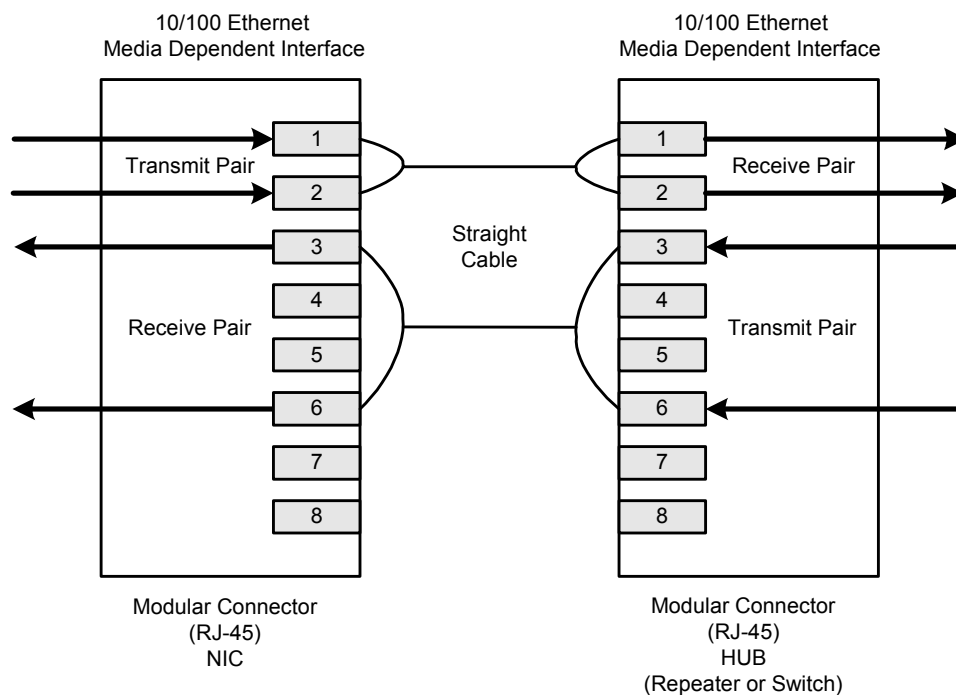 10/100 Ethernet
Media Dependent Interface
10/100 Ethernet
Media Dependent Interface
1
Transmit Pair
2
3
4
Receive Pair
5
6
7
8
Straight
Cable
1
Receive Pair
2
3
4
Transmit Pair
5
6
7
8
Modular Connector
(RJ-45)
NIC
Modular Connector
(RJ-45)
HUB
(Repeater or Switch)